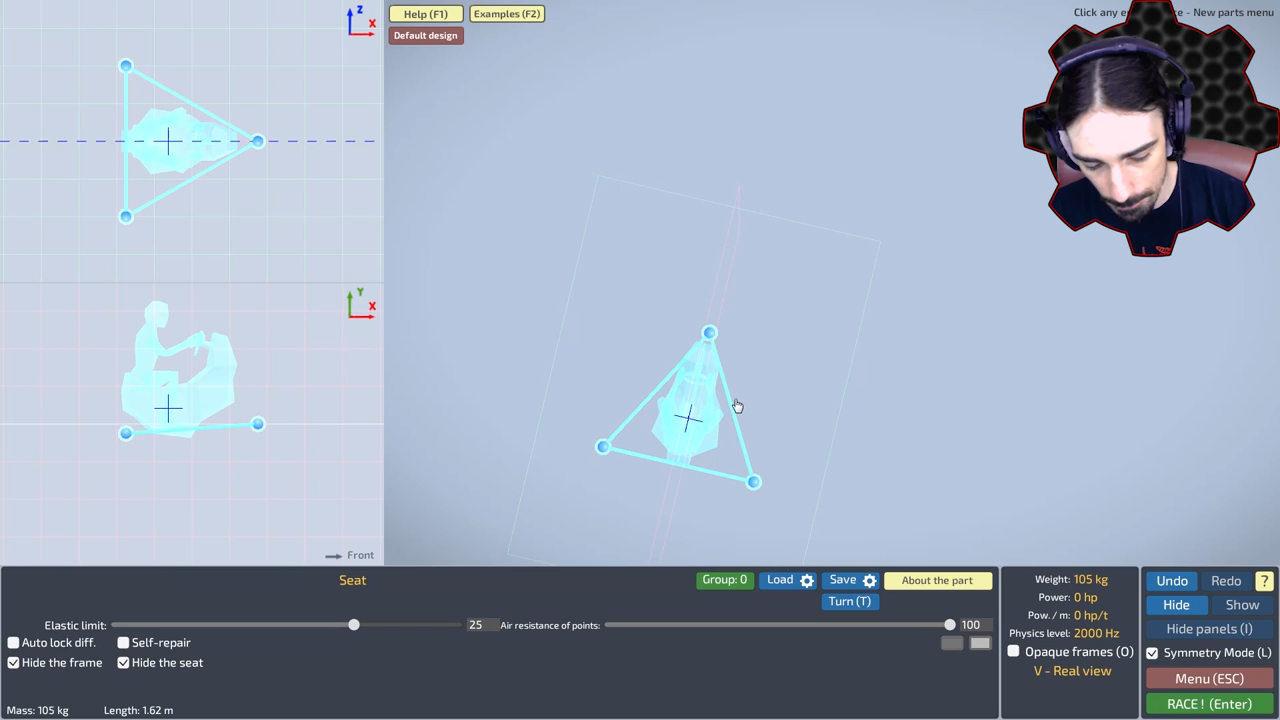 Z
X
Help (F1)
Examples (F2)
Default design
Click any e
e - New parts menu
Y
X
Front
Seat
Group: 0
Load
Save
About the part
Turn (T)
Elastic limit:
25
Air resistance of points:
100
Auto lock diff.
Self-repair
Hide the frame
Hide the seat
Mass: 105 kg
Length: 1.62 m
Weight: 105 kg
Power: 0 hp
Pow. / m: 0 hp/t
Physics level: 2000 Hz
Opaque frames (O)
V - Real view
Undo
Redo
?
Hide
Show
Hide panels (I)
Symmetry Mode (L)
Menu (ESC)
RACE! (Enter)